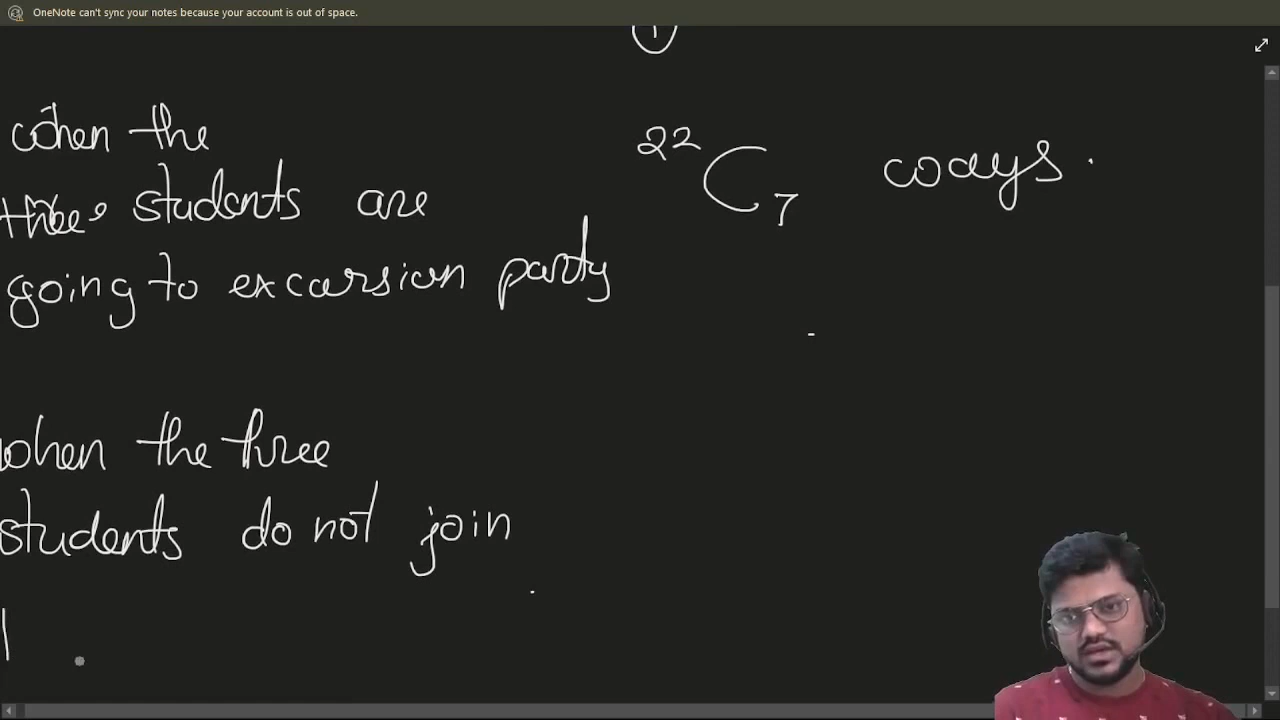 OneNote can't sync your notes because your account is out of space.
1
when the
three students are
going to excursion party
22C7 ways.
when the three
students do not join